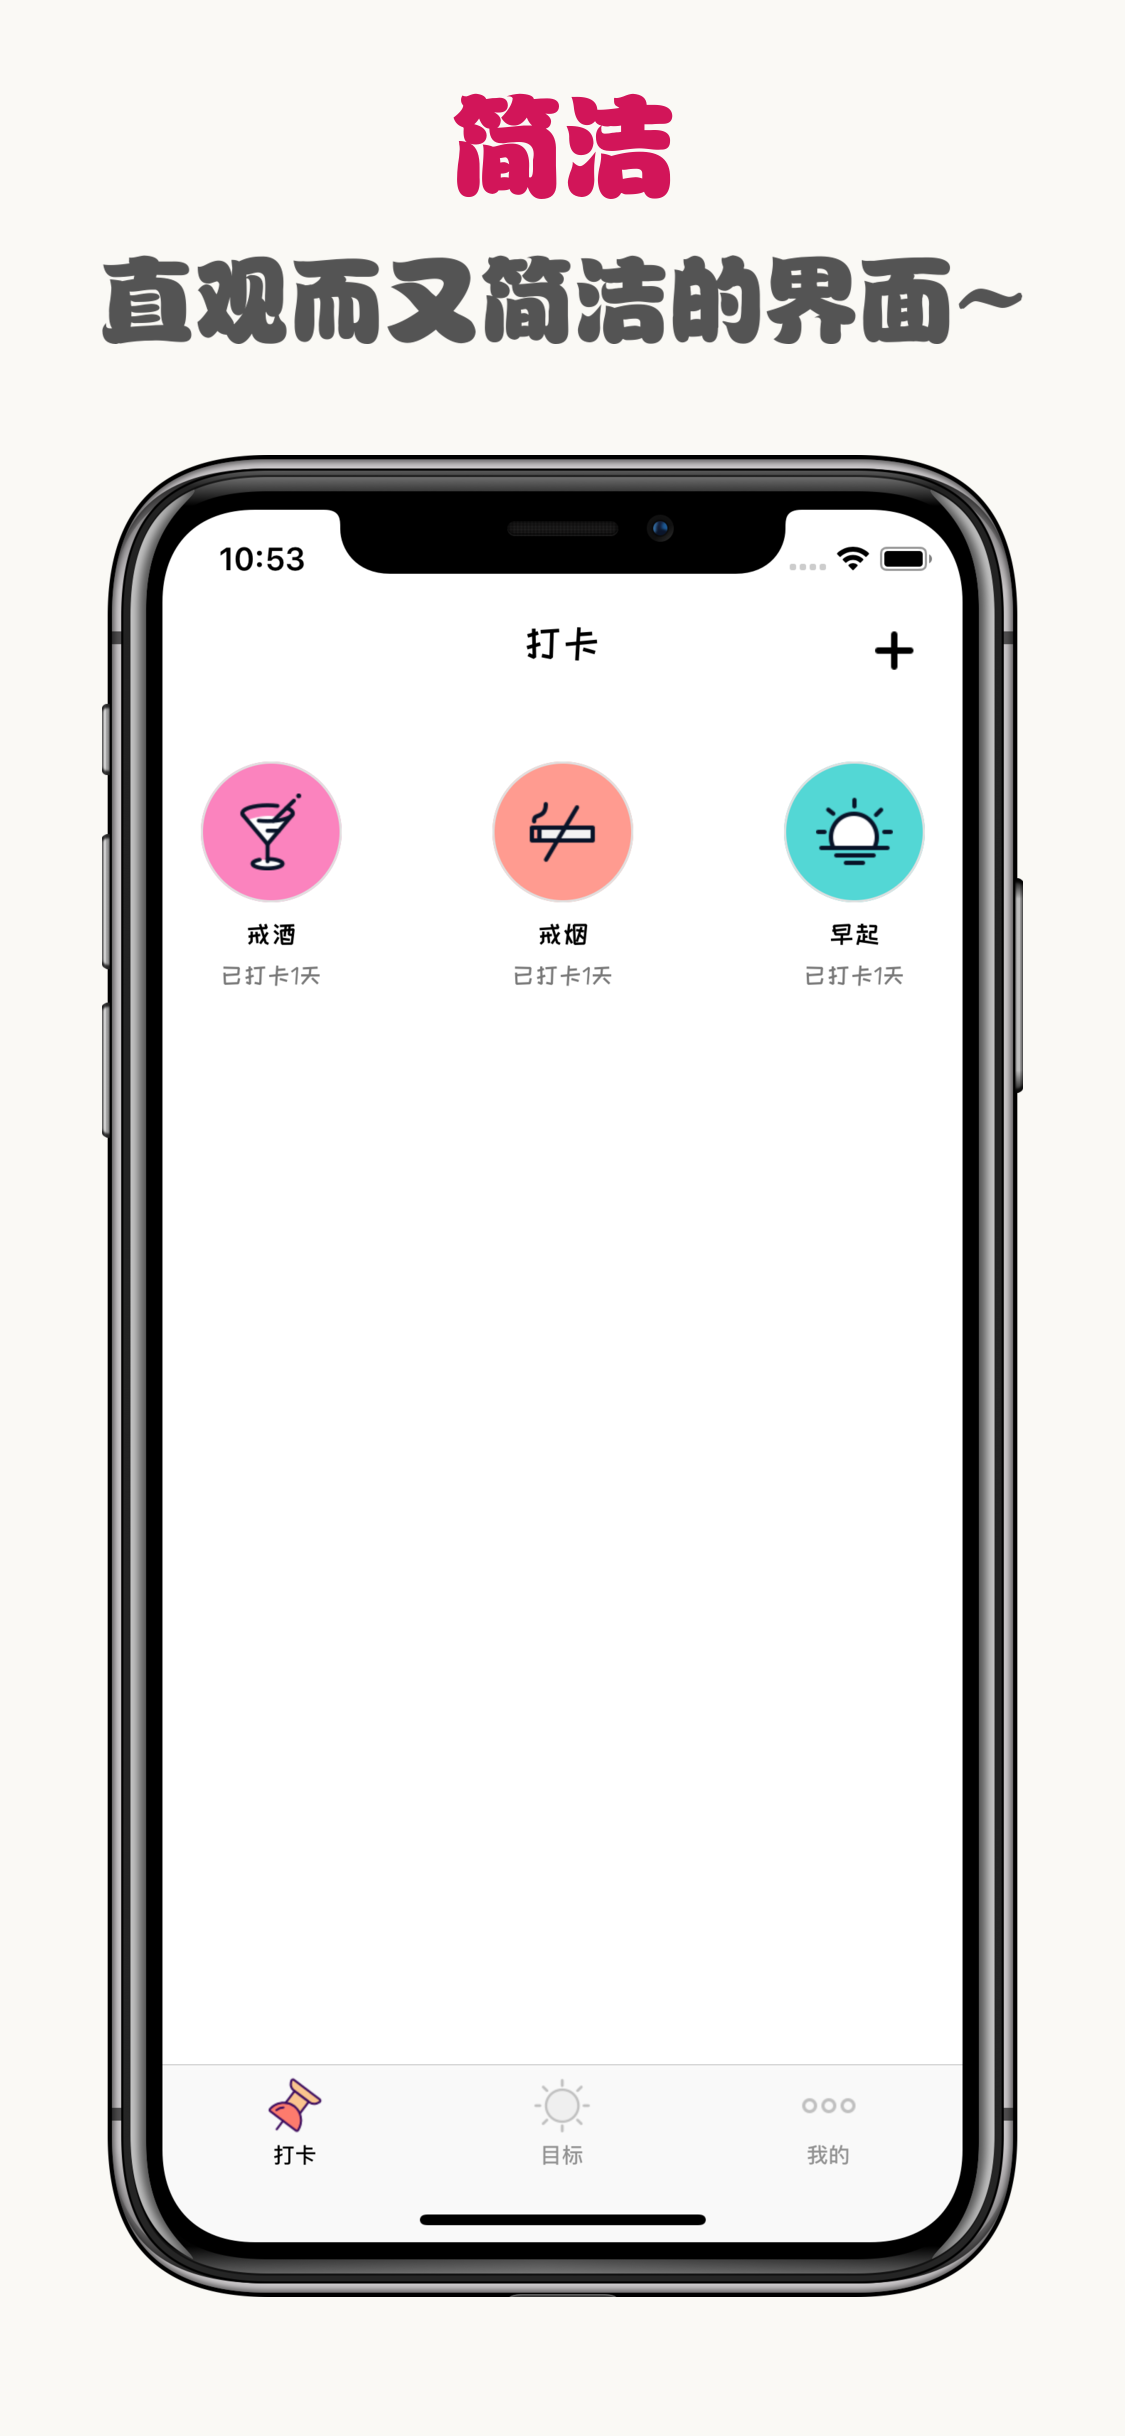 简洁
直观而又简洁的界面~
10:53
打卡
戒酒 戒烟 早起
已打卡1天 已打卡1天 已打卡1天
打卡 目标 我的